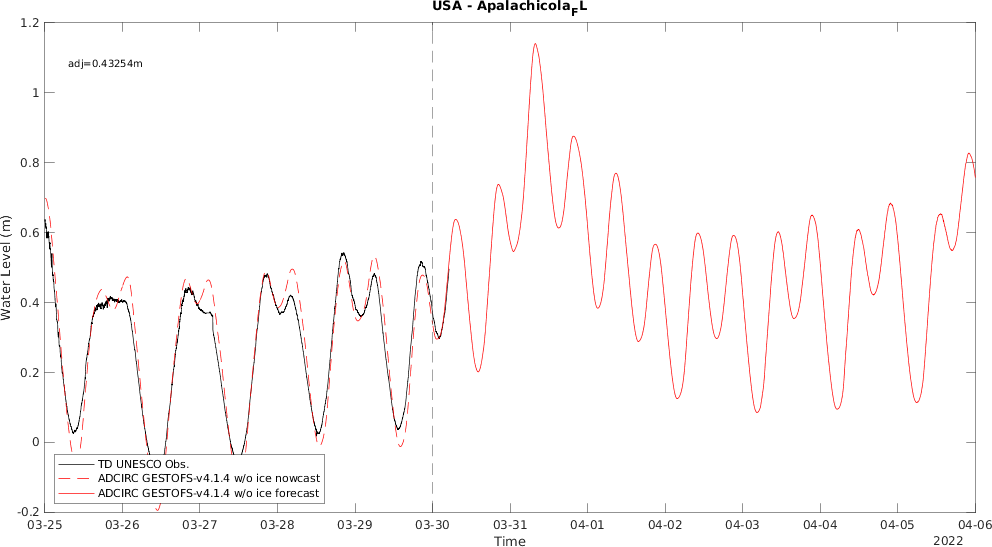 USA - Apalachicola_FL
adj=0.43254m
Water Level (m)
1.2
1
0.8
0.6
0.4
0.2
0
-0.2
TD UNESCO Obs.
ADCIRC GESTOFS-v4.1.4 w/o ice nowcast
ADCIRC GESTOFS-v4.1.4 w/o ice forecast
03-25 03-26 03-27 03-28 03-29 03-30 03-31 04-01 04-02 04-03 04-04 04-05 04-06
Time
2022